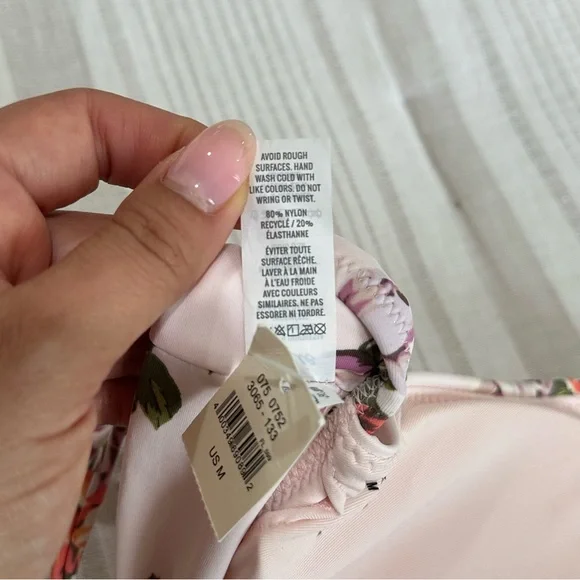 AVOID ROUGH
SURFACES. HAND
WASH COLD WITH
LIKE COLORS. DO NOT
WRING OR TWIST.
80% NYLON
RECYCLÉ / 20%
ÉLASTHANNE
ÉVITER TOUTE
SURFACE RÊCHE.
LAVER À LA MAIN
À L'EAU FROIDE
AVEC COULEURS
SIMILAIRES. NE PAS
ESSORER NI TORDRE.
075 0752
3065 - 133
US M